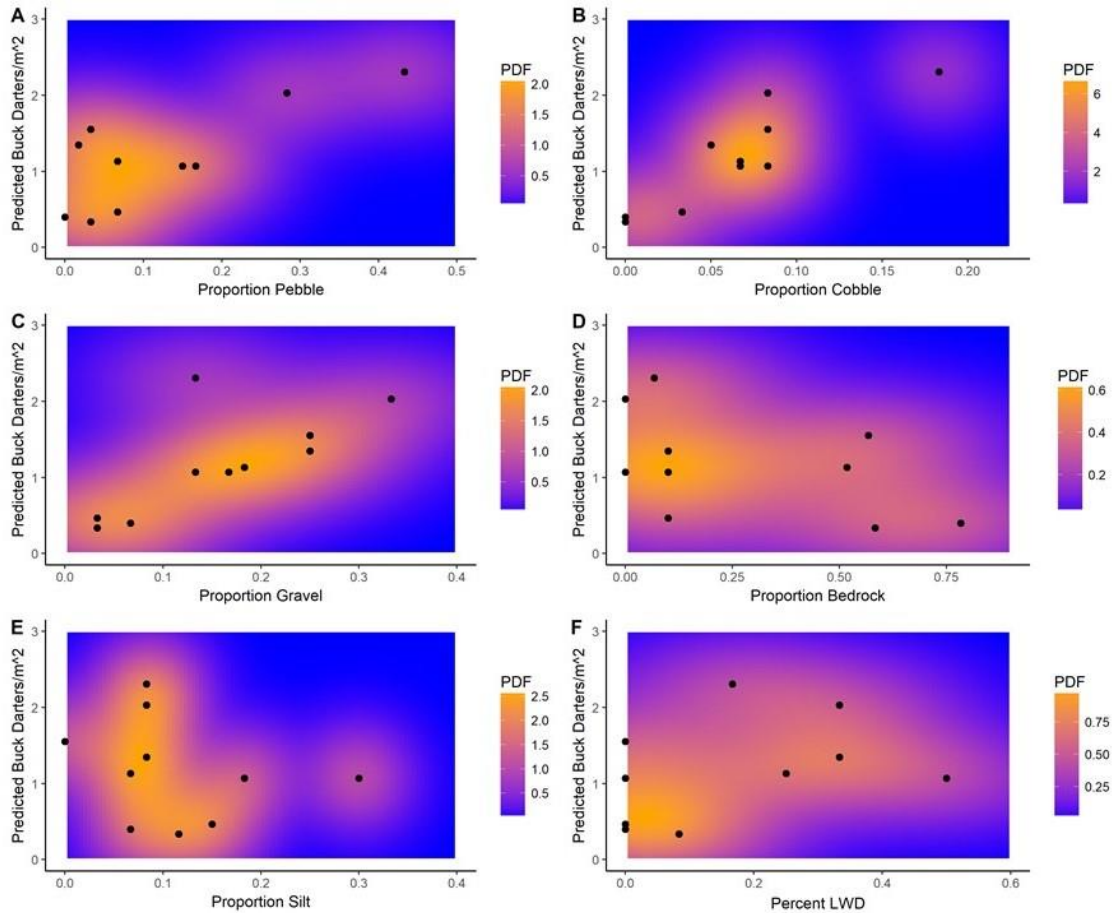 A
Predicted Buck Darters/m^2
3
2
1
0
0.0 0.1 0.2 0.3 0.4 0.5
Proportion Pebble
PDF
2.0
1.5
1.0
0.5
B
Predicted Buck Darters/m^2
3
2
1
0
0.00 0.05 0.10 0.15 0.20
Proportion Cobble
PDF
6
4
2
C
Predicted Buck Darters/m^2
3
2
1
0
0.0 0.1 0.2 0.3 0.4
Proportion Gravel
PDF
2.0
1.5
1.0
0.5
D
Predicted Buck Darters/m^2
3
2
1
0
0.00 0.25 0.50 0.75
Proportion Bedrock
PDF
0.6
0.4
0.2
E
Predicted Buck Darters/m^2
3
2
1
0
0.0 0.1 0.2 0.3 0.4
Proportion Silt
PDF
2.5
2.0
1.5
1.0
0.5
F
Predicted Buck Darters/m^2
3
2
1
0
0.0 0.2 0.4 0.6
Percent LWD
PDF
0.75
0.50
0.25